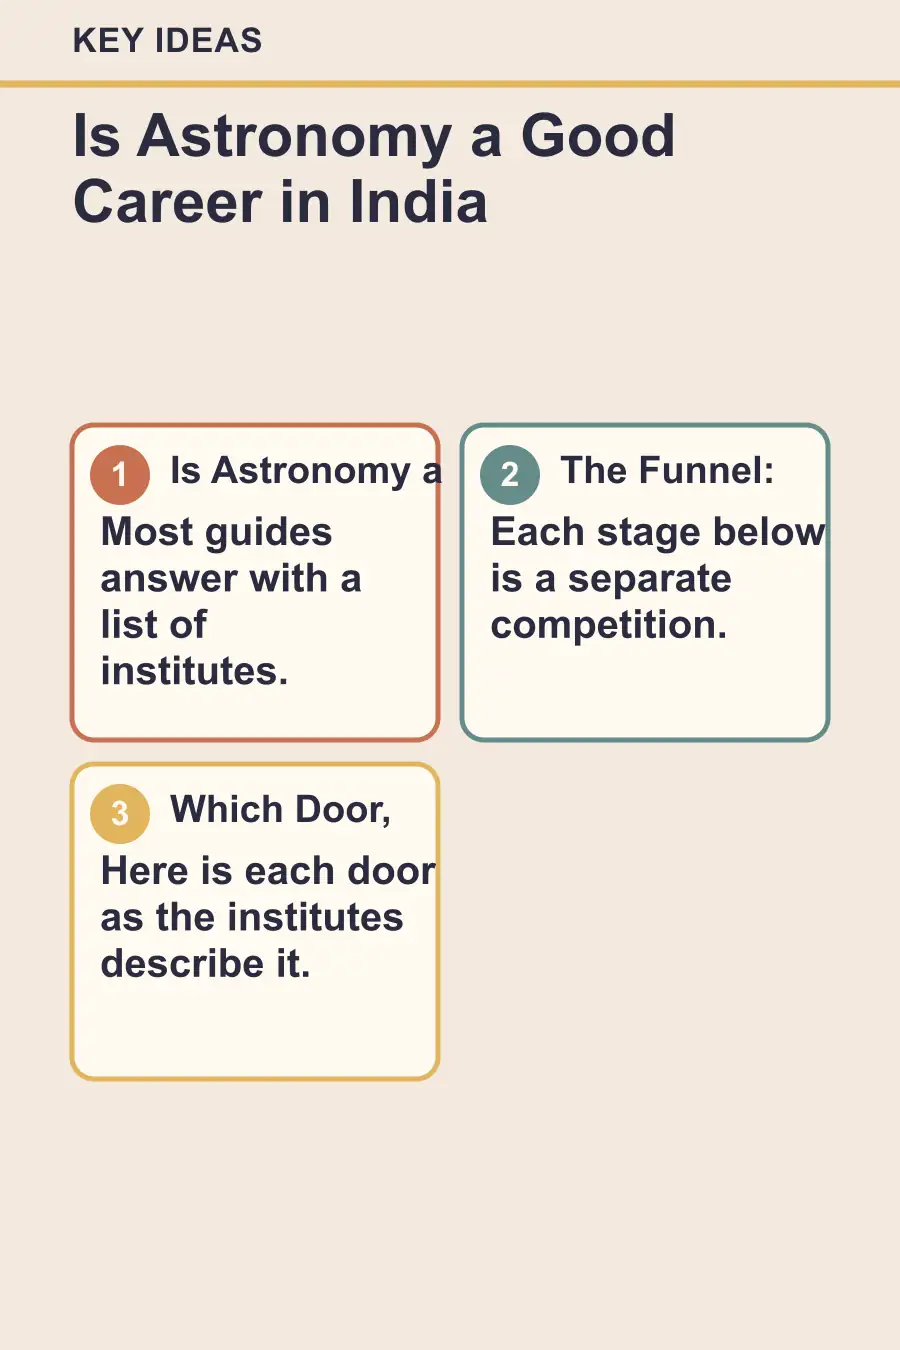 KEY IDEAS
Is Astronomy a Good
Career in India
1 Is Astronomy a
Most guides
answer with a
list of
institutes.
2 The Funnel:
Each stage below
is a separate
competition.
3 Which Door,
Here is each door
as the institutes
describe it.